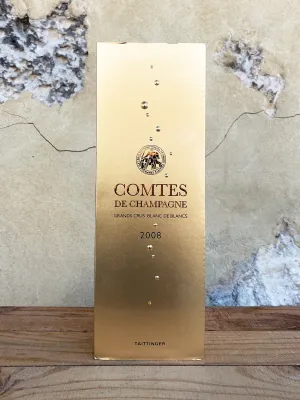 COMTES
DE CHAMPAGNE
GRANDS CRUS BLANC DE BLANCS
2008
TAITTINGER